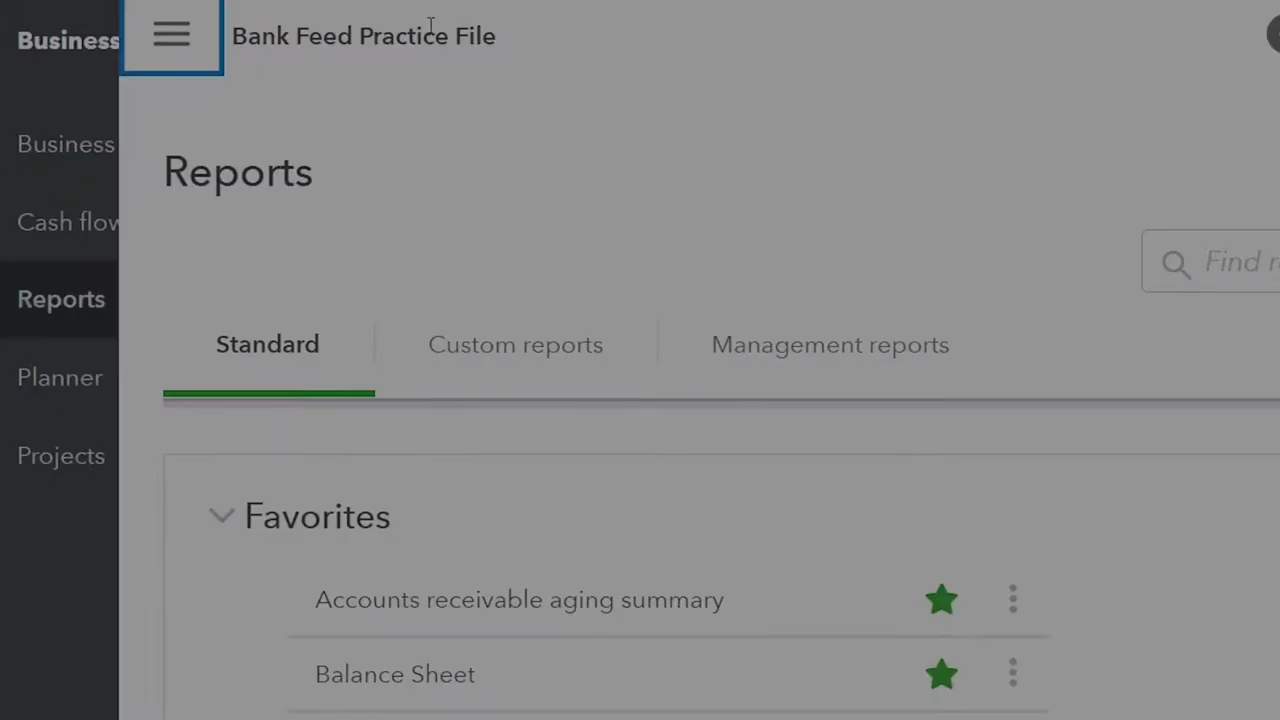 Business
Bank Feed Practice File
Business
Cash flow
Reports
Planner
Projects
Reports
Find
Standard
Custom reports
Management reports
Favorites
Accounts receivable aging summary
Balance Sheet